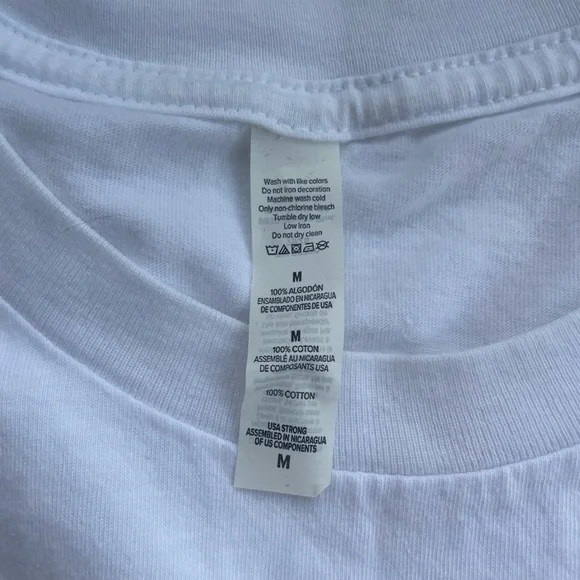 Wash with like colors
Do not iron decoration
Machine wash cold
Only non-chlorine bleach
Tumble dry low
Low iron
Do not dry clean
M
100% ALGODÓN
ENSAMBLADO EN NICARAGUA
DE COMPONENTES DE USA
M
100% COTON
ASSEMBLÉ AU NICARAGUA
DE COMPOSANTS USA
100% COTTON
USA STRONG
ASSEMBLED IN NICARAGUA
OF US COMPONENTS
M